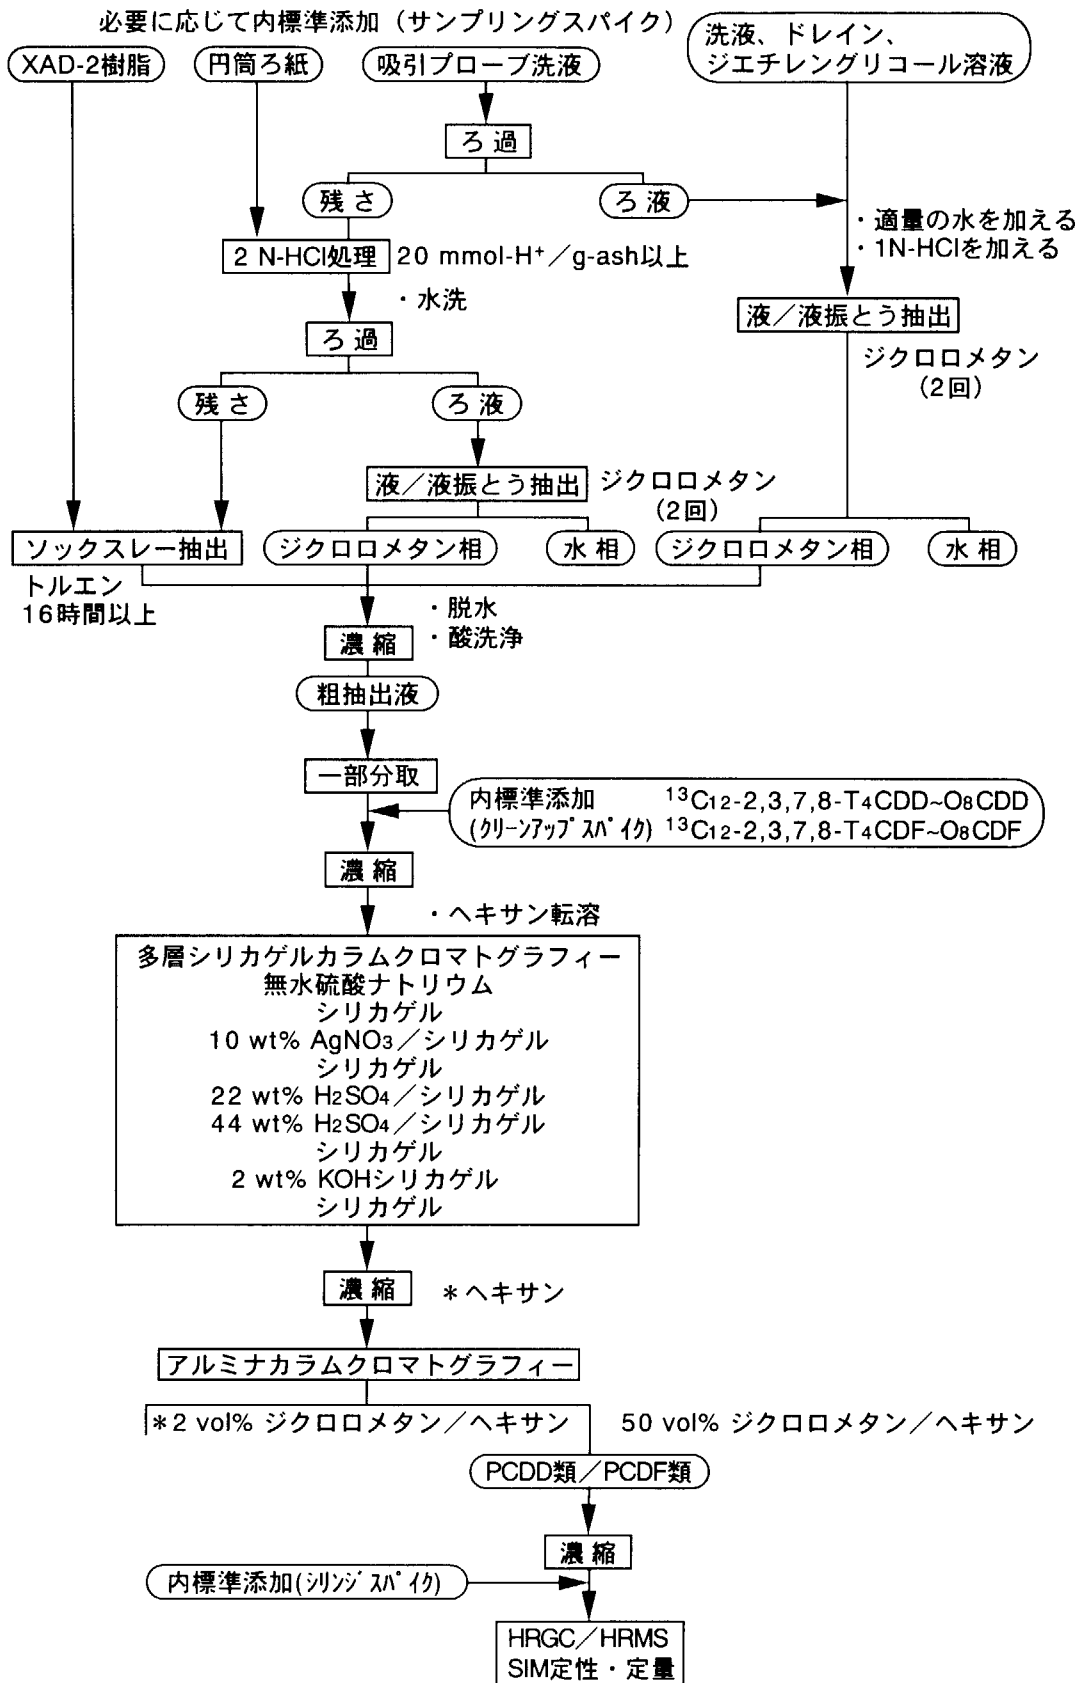 必要に応じて内標準添加（サンプリングスパイク）
XAD-2樹脂
円筒ろ紙
吸引プローブ洗液
洗液、ドレイン、
ジエチレングリコール溶液
ろ 過
残 さ
ろ 液
・適量の水を加える
・1N-HClを加える
2 N-HCl処理
20 mmol-H⁺／g-ash以上
・水洗
液／液振とう抽出
ろ 過
ジクロロメタン
(2回)
残 さ
ろ 液
液／液振とう抽出
ジクロロメタン
(2回)
ソックスレー抽出
ジクロロメタン相
水 相
ジクロロメタン相
水 相
トルエン
16時間以上
・脱水
・酸洗浄
濃 縮
粗抽出液
一部分取
内標準添加 ¹³C₁₂-2,3,7,8-T₄CDD~O₈CDD
(ｸﾘｰﾝｱｯﾌﾟｽﾊﾟｲｸ) ¹³C₁₂-2,3,7,8-T₄CDF~O₈CDF
濃 縮
・ヘキサン転溶
多層シリカゲルカラムクロマトグラフィー
無水硫酸ナトリウム
シリカゲル
10 wt% AgNO₃／シリカゲル
シリカゲル
22 wt% H₂SO₄／シリカゲル
44 wt% H₂SO₄／シリカゲル
シリカゲル
2 wt% KOHシリカゲル
シリカゲル
濃 縮
＊ヘキサン
アルミナカラムクロマトグラフィー
＊2 vol% ジクロロメタン／ヘキサン
50 vol% ジクロロメタン／ヘキサン
PCDD類／PCDF類
濃 縮
内標準添加(ｼﾘﾝｼﾞｽﾊﾟｲｸ)
HRGC／HRMS
SIM定性・定量